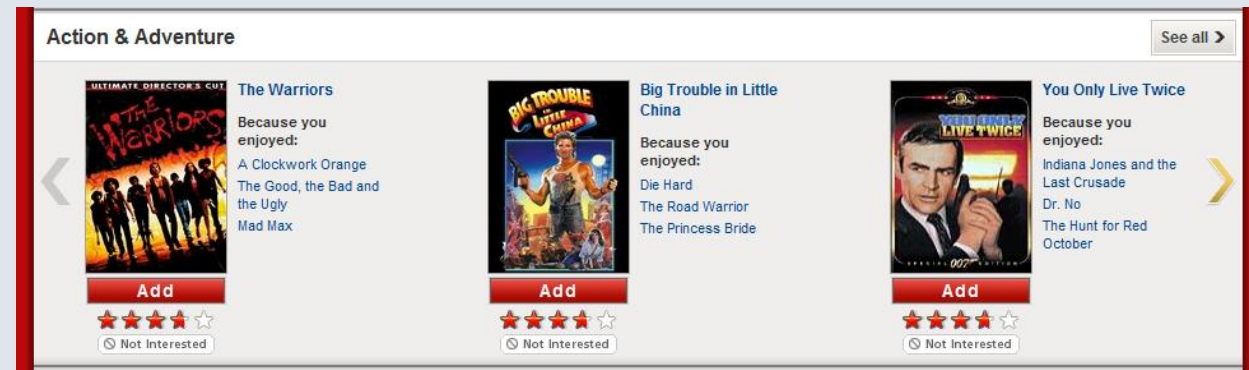 Action & Adventure
See all
ULTIMATE DIRECTOR'S CUT
THE
WARRIORS
The Warriors
Because you
enjoyed:
A Clockwork Orange
The Good, the Bad and
the Ugly
Mad Max
Add
Not Interested
BIG TROUBLE
IN
LITTLE
CHINA
Big Trouble in Little
China
Because you
enjoyed:
Die Hard
The Road Warrior
The Princess Bride
Add
Not Interested
YOU ONLY
LIVE TWICE
SPECIAL 007 EDITION
You Only Live Twice
Because you
enjoyed:
Indiana Jones and the
Last Crusade
Dr. No
The Hunt for Red
October
Add
Not Interested